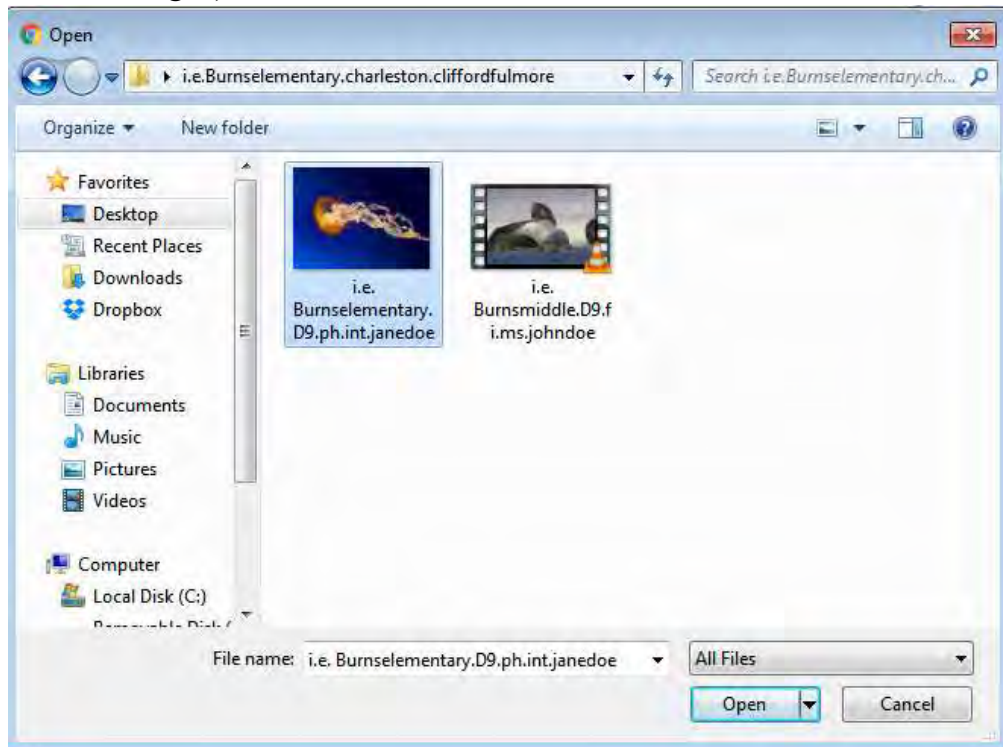 Open
i.e.Burnselementary.charleston.cliffordfulmore
Search i.e.Burnselementary.ch...
Organize
New folder
Favorites
Desktop
Recent Places
Downloads
Dropbox
Libraries
Documents
Music
Pictures
Videos
Computer
Local Disk (C:)
i.e.
Burnselementary.
D9.ph.int.janedoe
i.e.
Burnsmiddle.D9.f
i.ms.johndoe
File name:
i.e. Burnselementary.D9.ph.int.janedoe
All Files
Open
Cancel